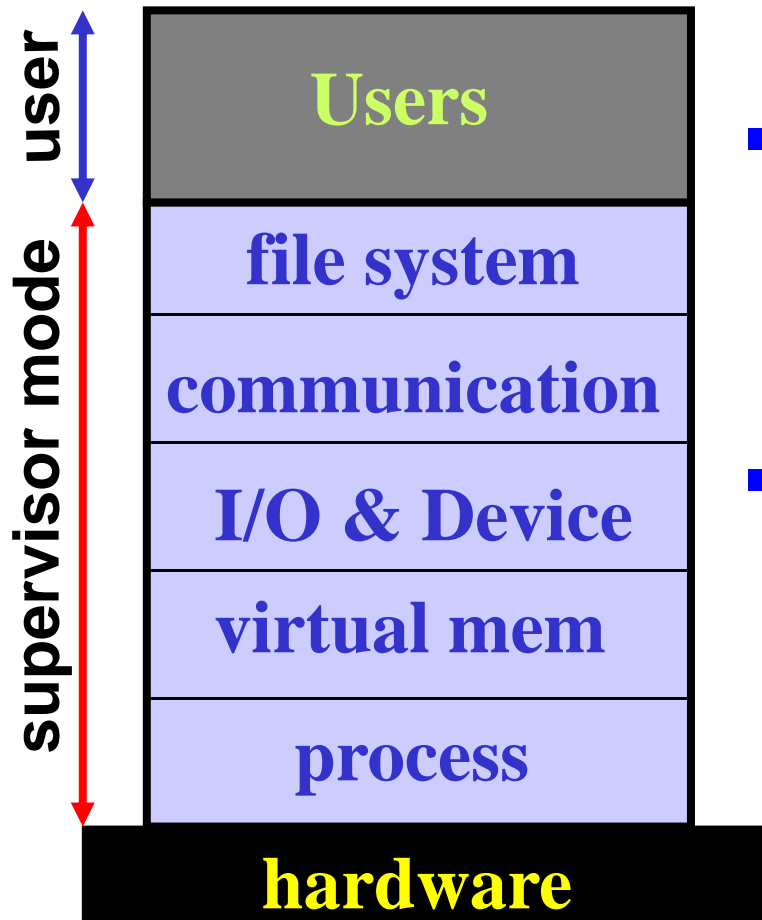 user
Users
supervisor mode
file system
communication
I/O & Device
virtual mem
process
hardware